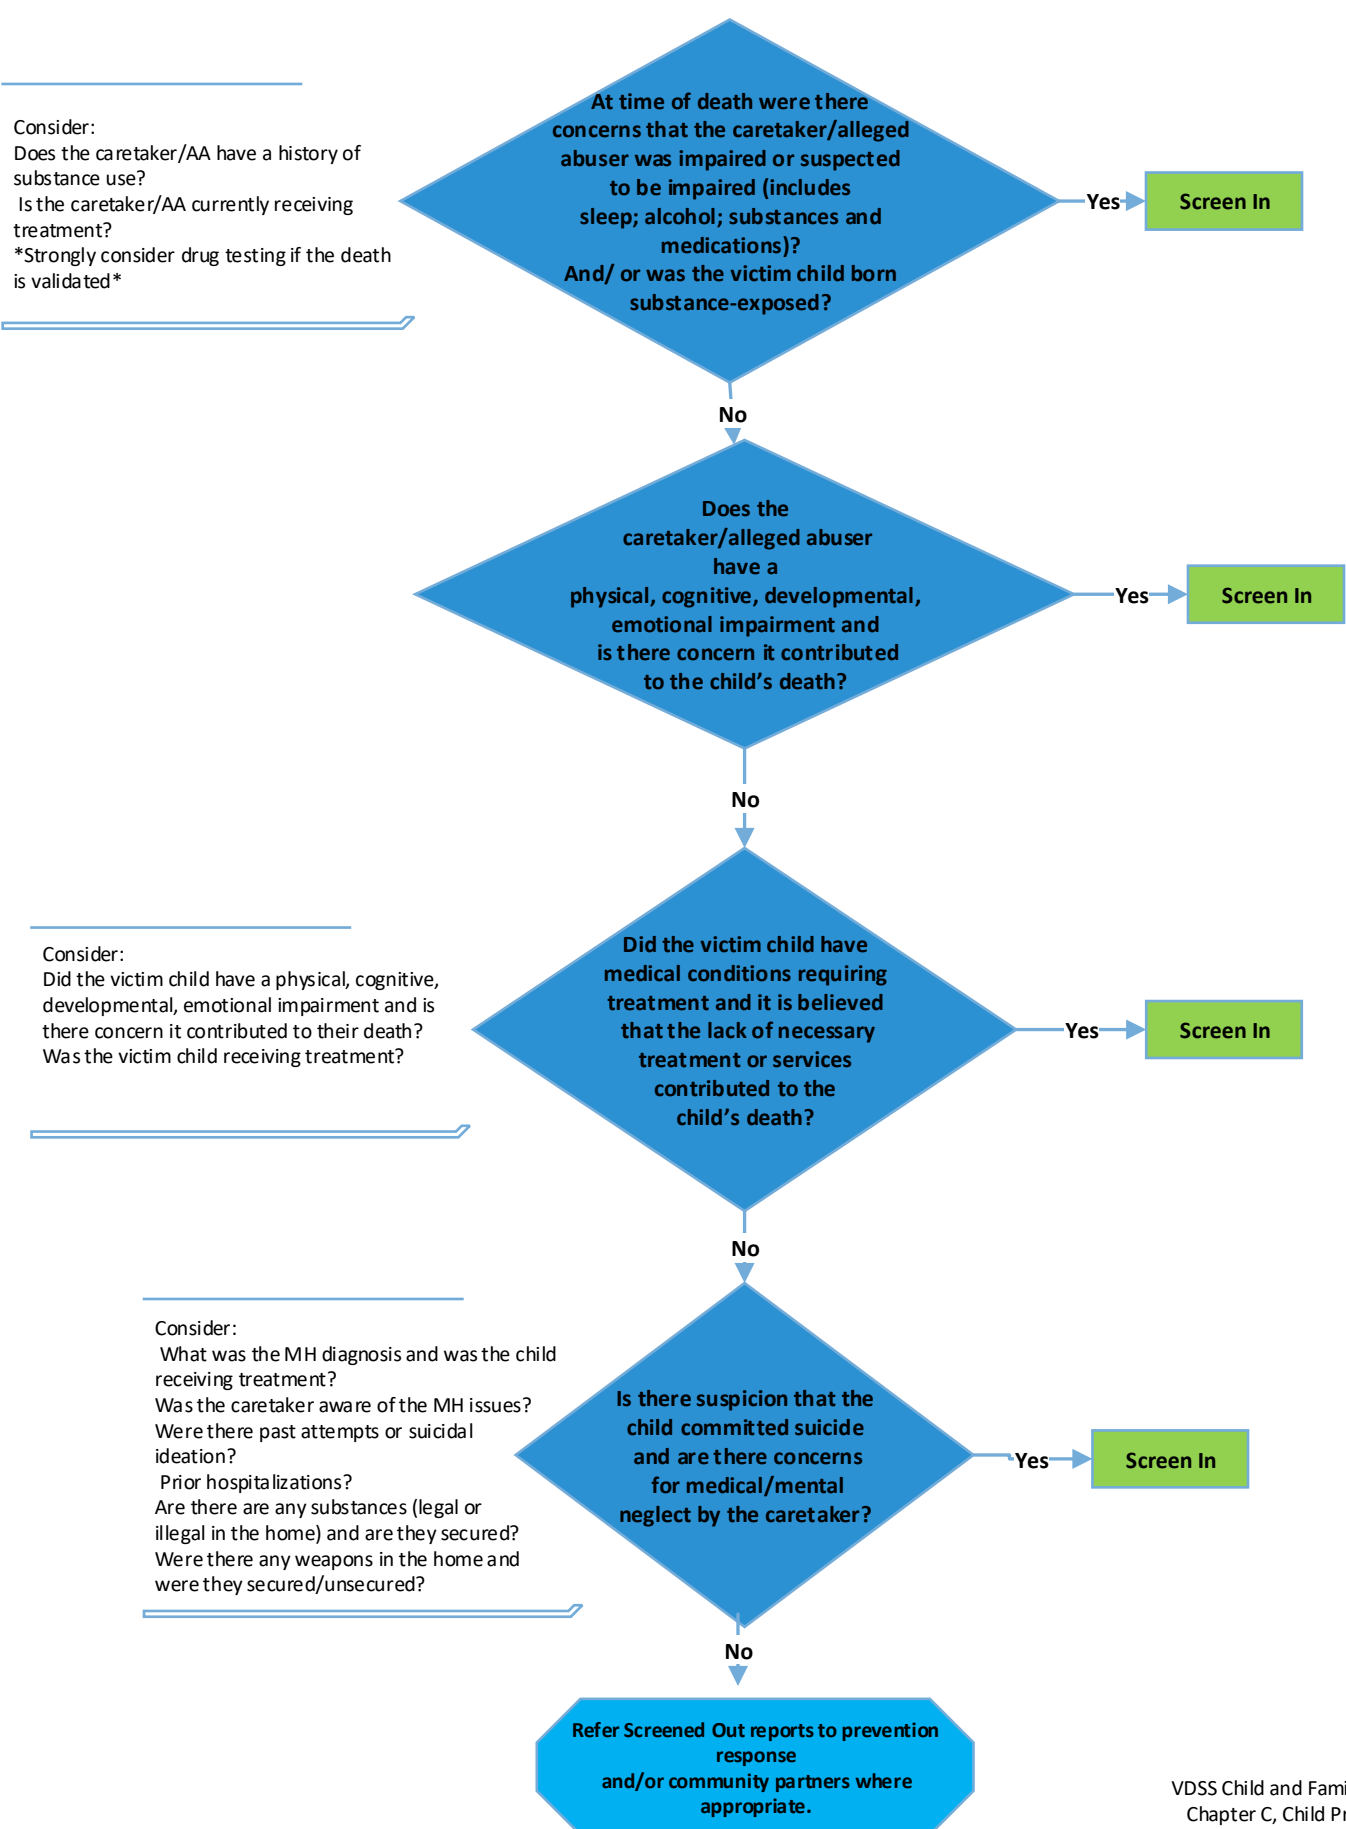 At time of death were there
concerns that the caretaker/alleged
abuser was impaired or suspected
to be impaired (includes
sleep; alcohol; substances and
medications)?
And/ or was the victim child born
substance-exposed?
Yes
Screen In
Consider:
Does the caretaker/AA have a history of
substance use?
Is the caretaker/AA currently receiving
treatment?
*Strongly consider drug testing if the death
is validated*
No
Does the
caretaker/alleged abuser
have a
physical, cognitive, developmental,
emotional impairment and
is there concern it contributed
to the child’s death?
Yes
Screen In
No
Did the victim child have
medical conditions requiring
treatment and it is believed
that the lack of necessary
treatment or services
contributed to the
child’s death?
Yes
Screen In
Consider:
Did the victim child have a physical, cognitive,
developmental, emotional impairment and is
there concern it contributed to their death?
Was the victim child receiving treatment?
No
Is there suspicion that the
child committed suicide
and are there concerns
for medical/mental
neglect by the caretaker?
Yes
Screen In
Consider:
What was the MH diagnosis and was the child
receiving treatment?
Was the caretaker aware of the MH issues?
Were there past attempts or suicidal
ideation?
Prior hospitalizations?
Are there are any substances (legal or
illegal in the home) and are they secured?
Were there any weapons in the home and
were they secured/unsecured?
No
Refer Screened Out reports to prevention
response
and/or community partners where
appropriate.
VDSS Child and Fami
Chapter C, Child Pr